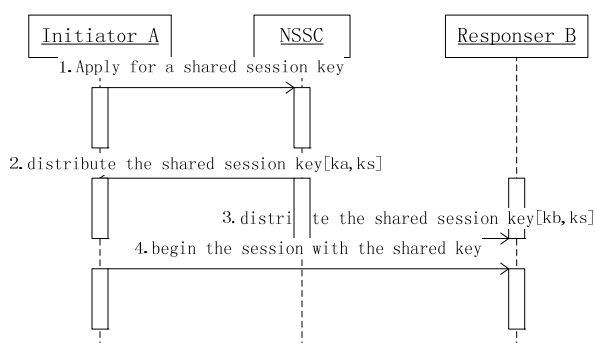 Initiator A
NSSC
Responser B
1. Apply for a shared session key
2. distribute the shared session key[ka,ks]
3. distri te the shared session key[kb,ks]
4. begin the session with the shared key